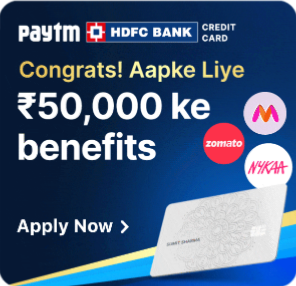 paytm HDFC BANK CREDIT CARD
Congrats! Aapke Liye
₹50,000 ke
benefits
zomato
NYKAA
Apply Now >